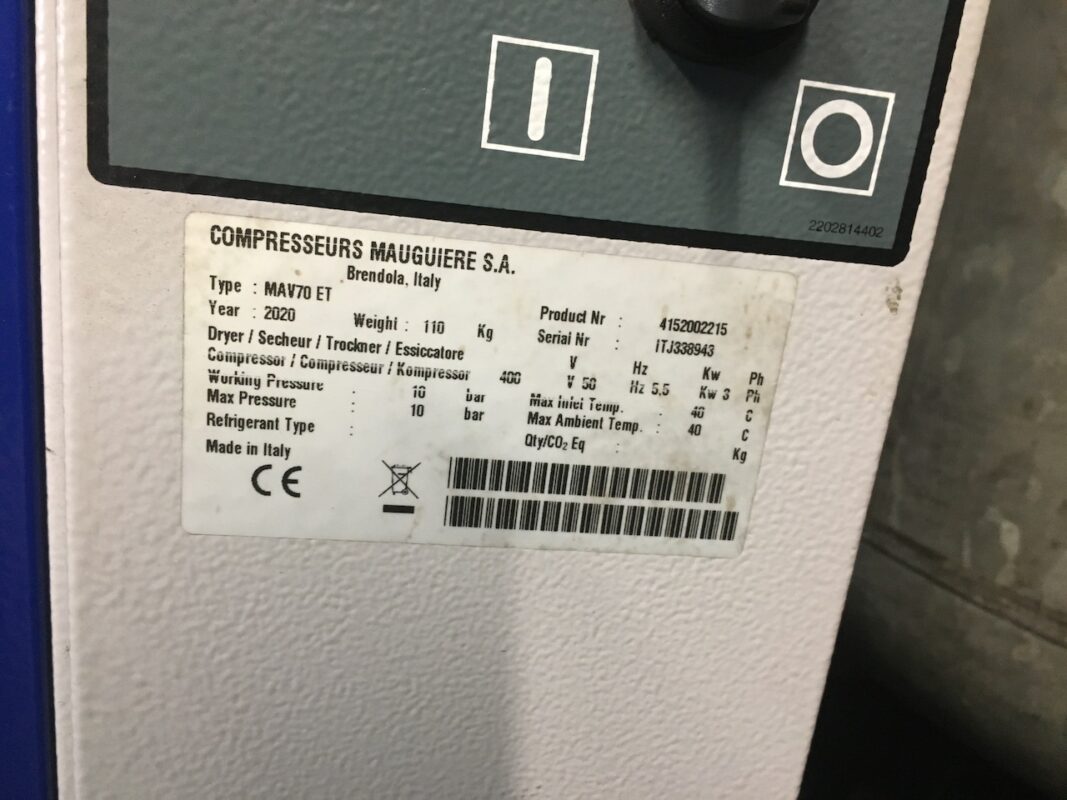 2202814402
COMPRESSEURS MAUGUIERE S.A.
Brendola, Italy
Type : MAV70 ET
Year : 2020 Weight : 110 Kg
Product Nr : 4152002215
Serial Nr : ITJ338943
Dryer / Secheur / Trockner / Essiccatore V Hz Kw Ph
Compressor / Compresseur / Kompressor 400 V 50 Hz 5,5 Kw 3 Ph
Working Pressure : 10 bar Max Inlet Temp. : 40 C
Max Pressure : 10 bar Max Ambient Temp. : 40 C
Refrigerant Type : Qty/CO₂ Eq : Kg
Made in Italy
CE